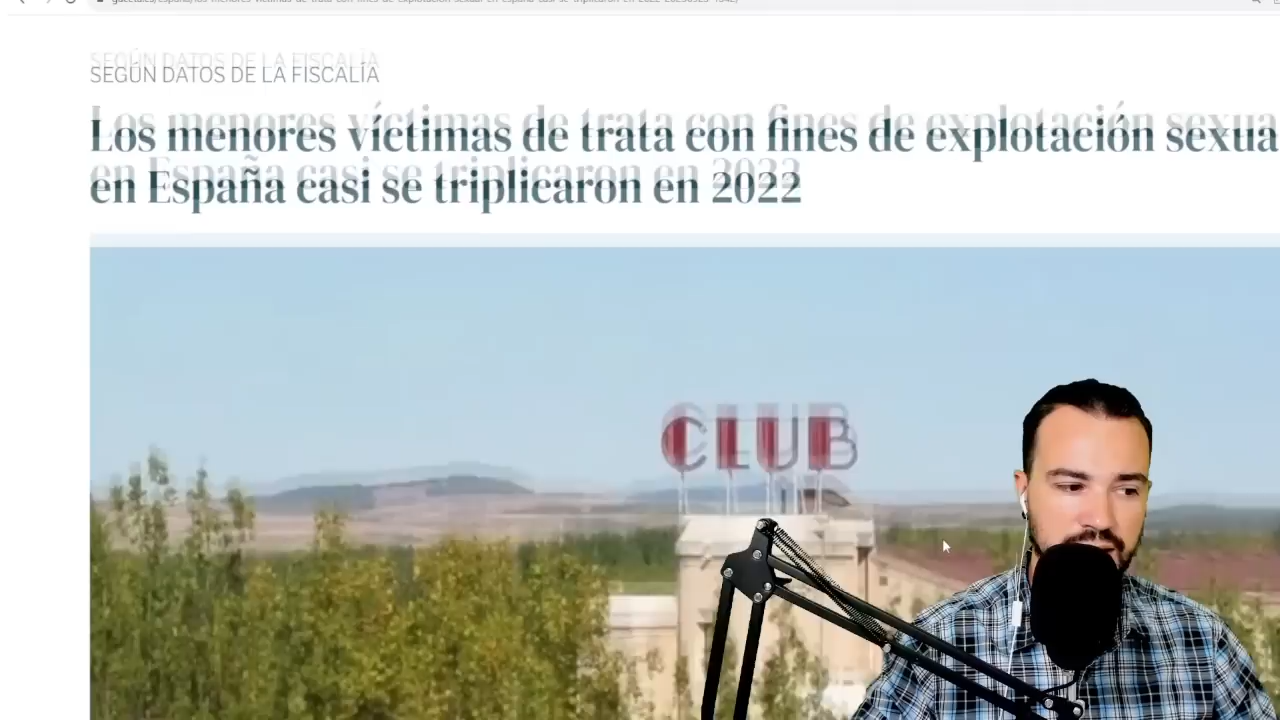 SEGÚN DATOS DE LA FISCALÍA
Los menores víctimas de trata con fines de explotación sexua
en España casi se triplicaron en 2022
CLUB